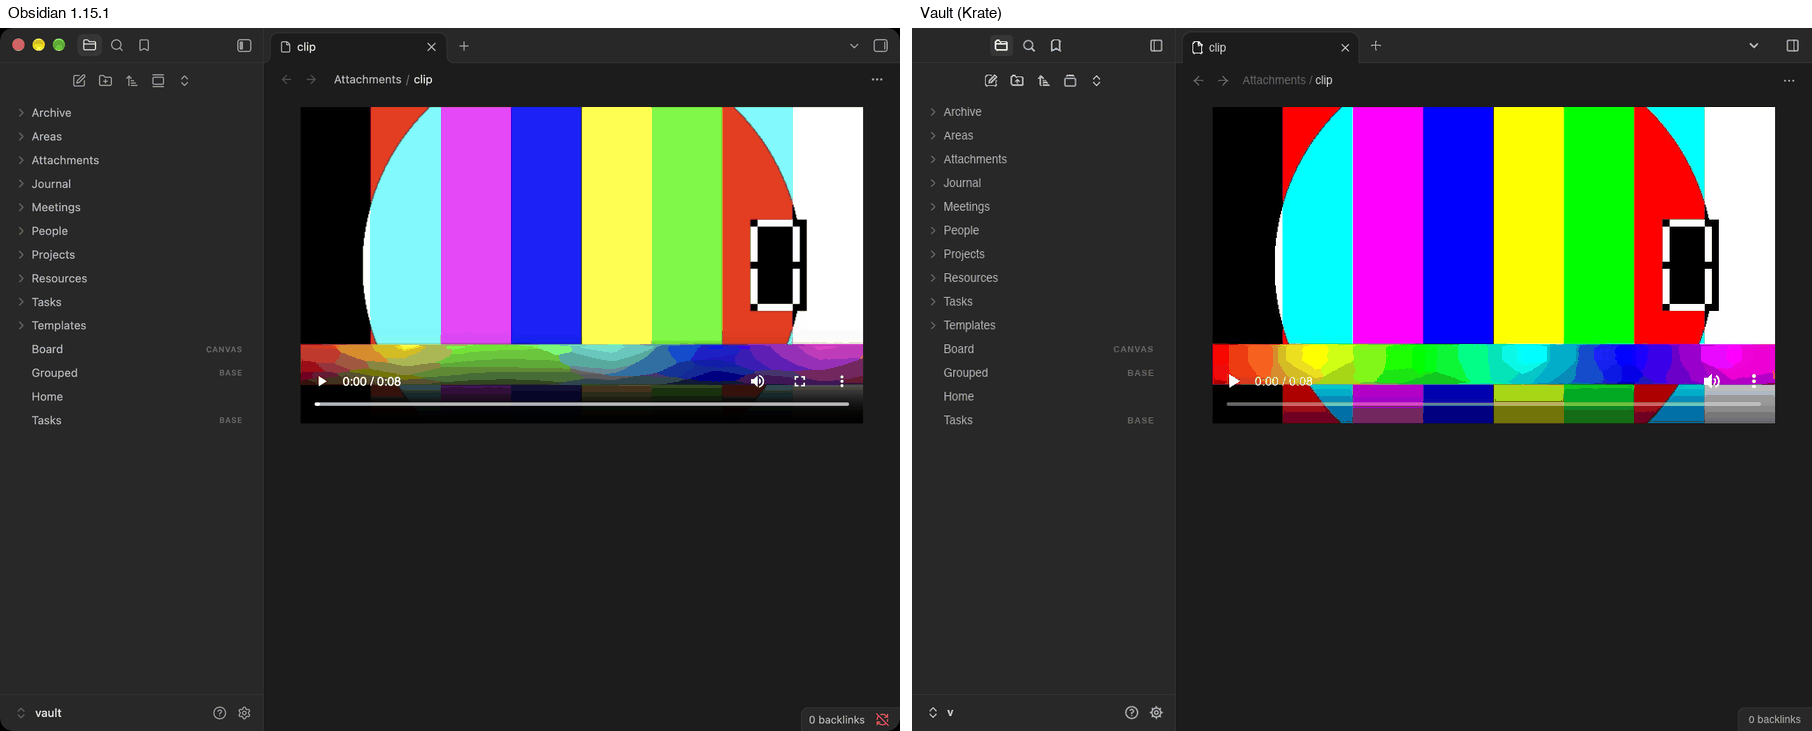 Obsidian 1.15.1
clip
Attachments / clip
Archive
Areas
Attachments
Journal
Meetings
People
Projects
Resources
Tasks
Templates
Board CANVAS
Grouped BASE
Home
Tasks BASE
0:00 / 0:08
vault
0 backlinks
Vault (Krate)
clip
Attachments / clip
Archive
Areas
Attachments
Journal
Meetings
People
Projects
Resources
Tasks
Templates
Board CANVAS
Grouped BASE
Home
Tasks BASE
0:00 / 0:08
v
0 backlinks